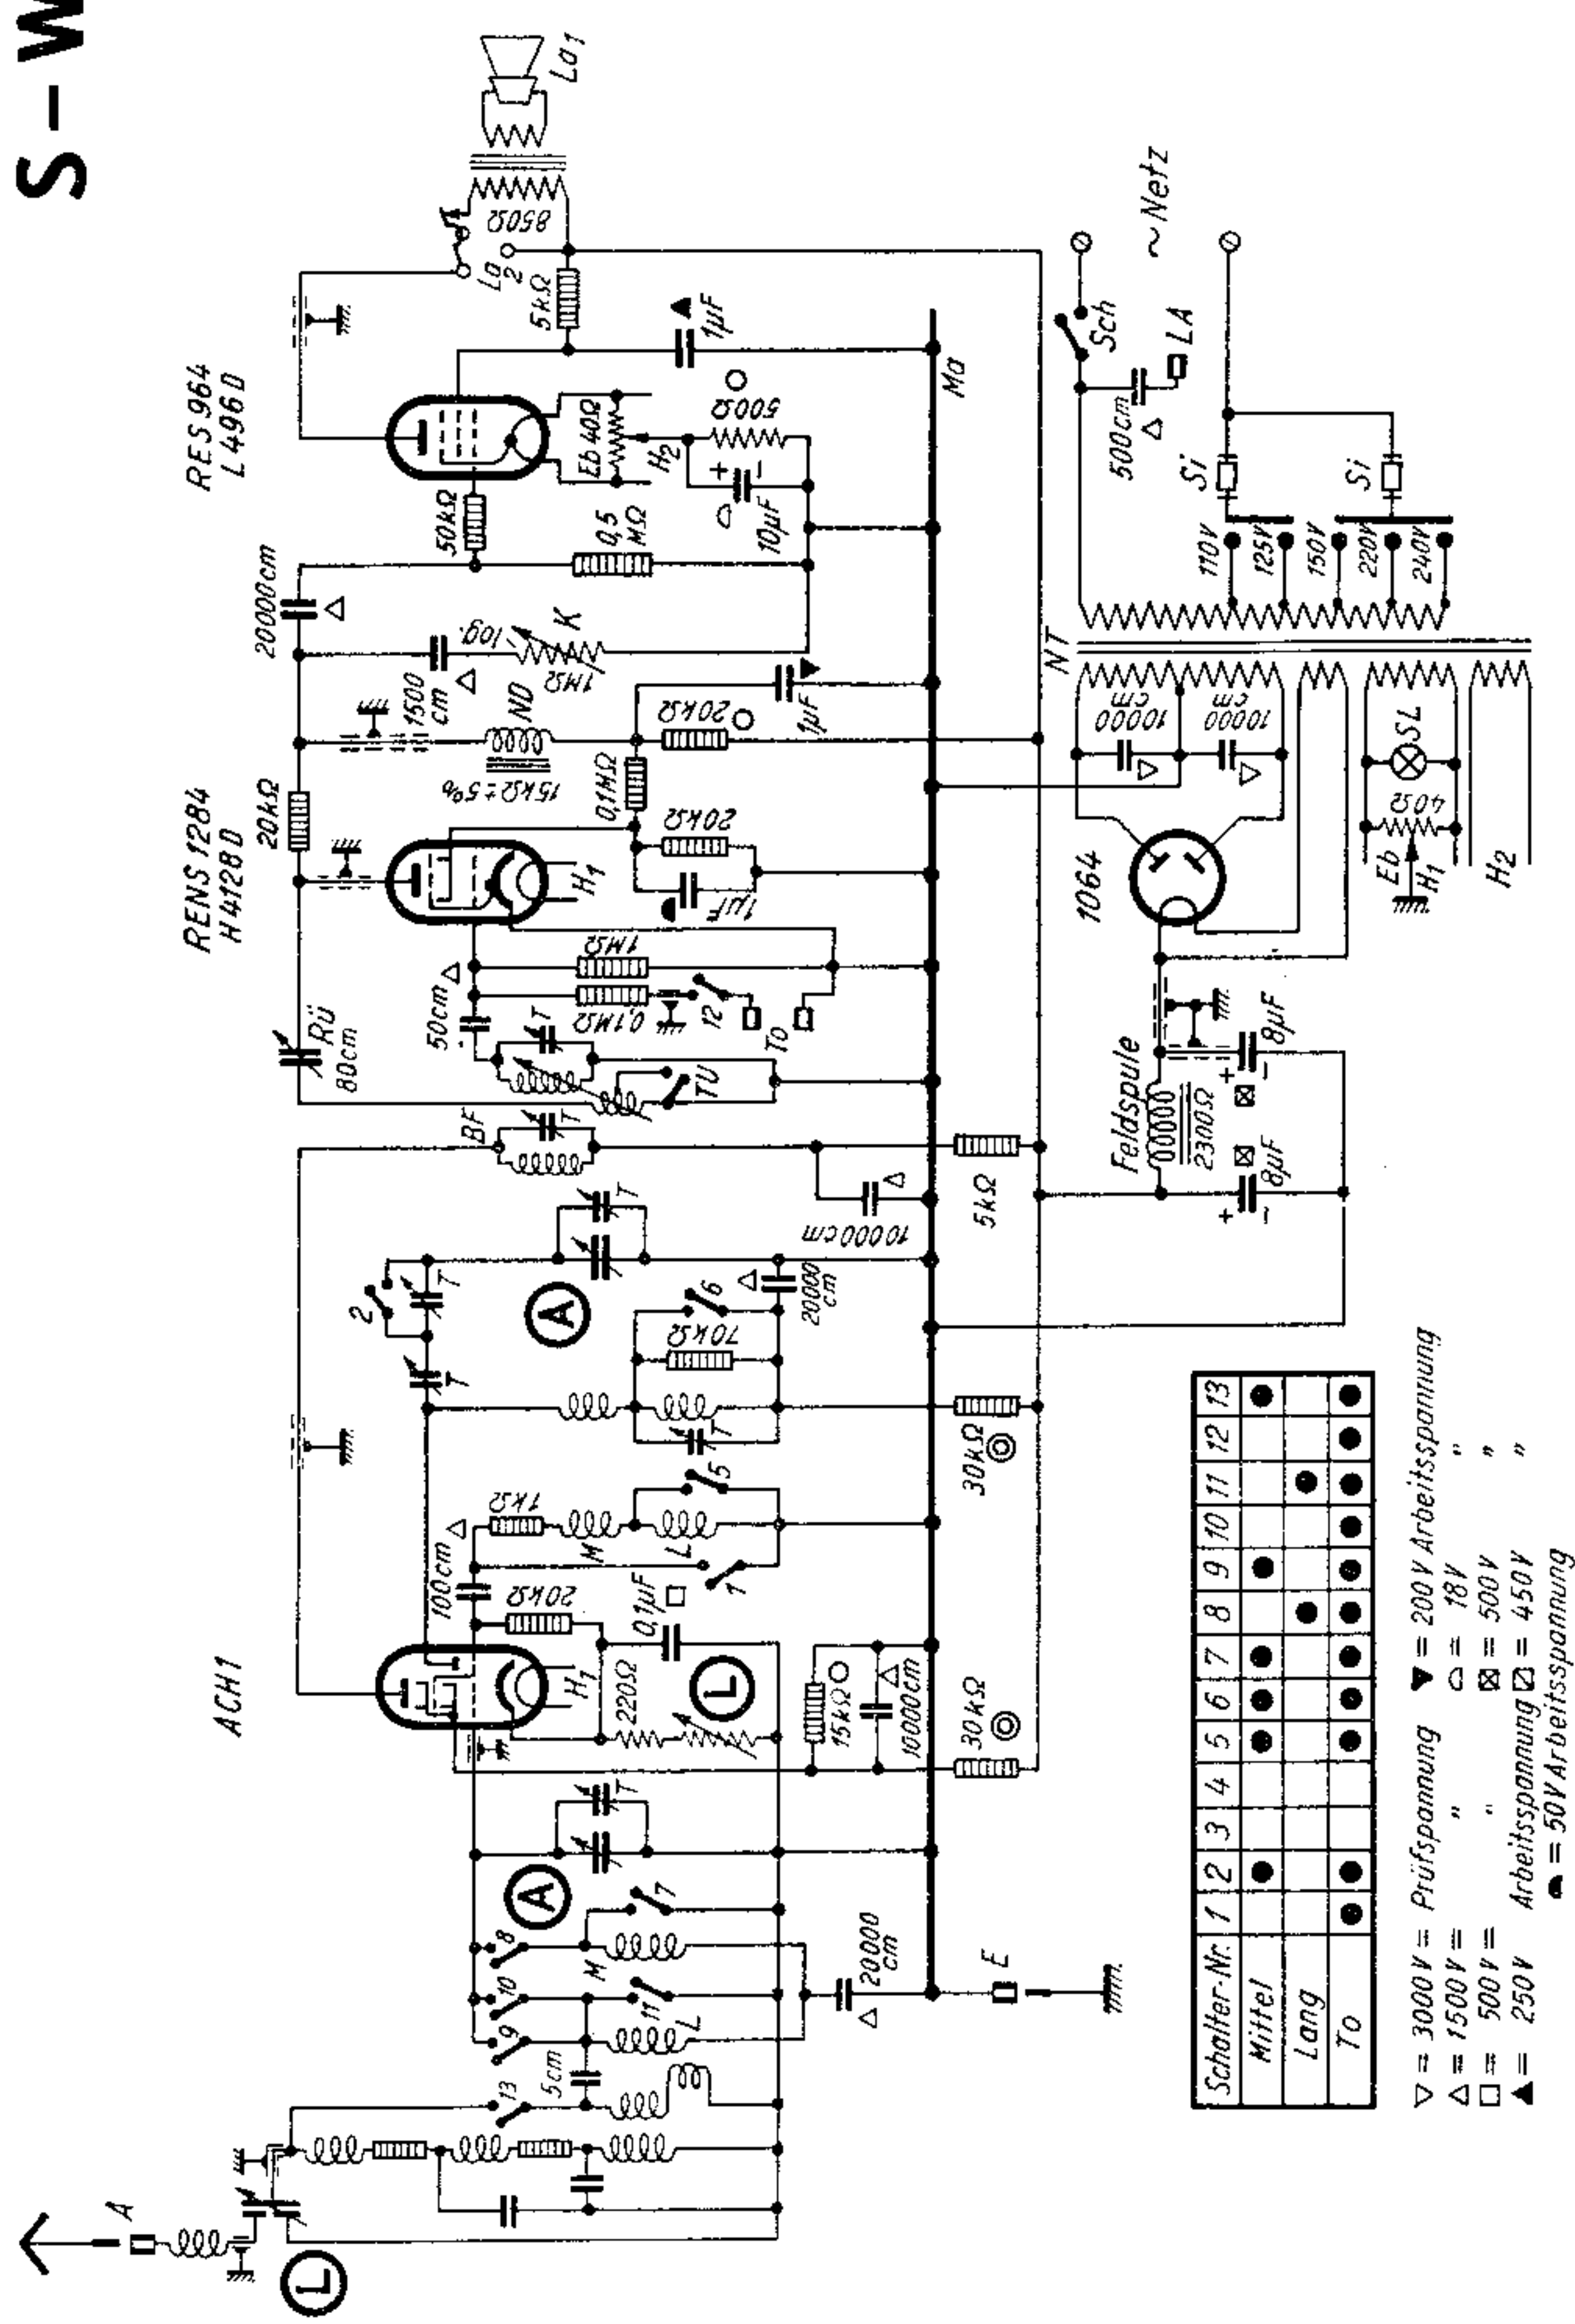 S – W
A
L
ACH1
RENS 1284
H 4128 D
RES 964
L 496 D
13
5cm
9
10
8
11
L
M
7
A
T
20000
cm
E
H1
220Ω
L
20kΩ
100cm
0,1µF
1kΩ
M
L
1
5
15kΩ
10000cm
30kΩ
30kΩ
T
2
T
T
70kΩ
6
A
T
20000
cm
BF
T
10000cm
5kΩ
Rü
80cm
50cm
T
TU
To
12
0,1MΩ
1MΩ
H1
20kΩ
0,1MΩ
20kΩ
1µF
15kΩ±5%
ND
20kΩ
1µF
1500
cm
20000cm
log.
K
1MΩ
50kΩ
0,5
MΩ
Eb 40Ω
H2
500Ω
10µF
+
–
1µF
5kΩ
La
2
850Ω
La1
Ma
Sch
~Netz
500cm
LA
Si
Si
110V
125V
150V
220V
240V
NT
10000
cm
10000
cm
1064
SL
40Ω
Eb
H1
H2
Feldspule
2300Ω
+
–
8µF
+
–
8µF
Schalter-Nr. 1 2 3 4 5 6 7 8 9 10 11 12 13
Mittel ● ● ● ● ● ●
Lang ● ●
To ● ● ● ● ● ● ● ● ● ● ●
▽ = 3000V = Prüfspannung ▼ = 200V Arbeitsspannung
△ = 1500V = " ⌓ = 18V "
□ = 500V = " ⊠ = 500V "
▲ = 250V Arbeitsspannung ⍁ = 450V "
◗ = 50V Arbeitsspannung